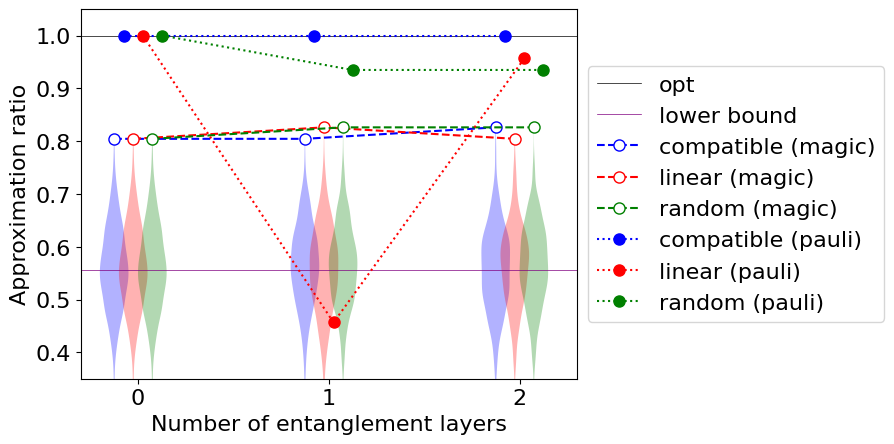 1.0
0.9
0.8
0.7
0.6
0.5
0.4
Approximation ratio
0 1 2
Number of entanglement layers
opt
lower bound
compatible (magic)
linear (magic)
random (magic)
compatible (pauli)
linear (pauli)
random (pauli)